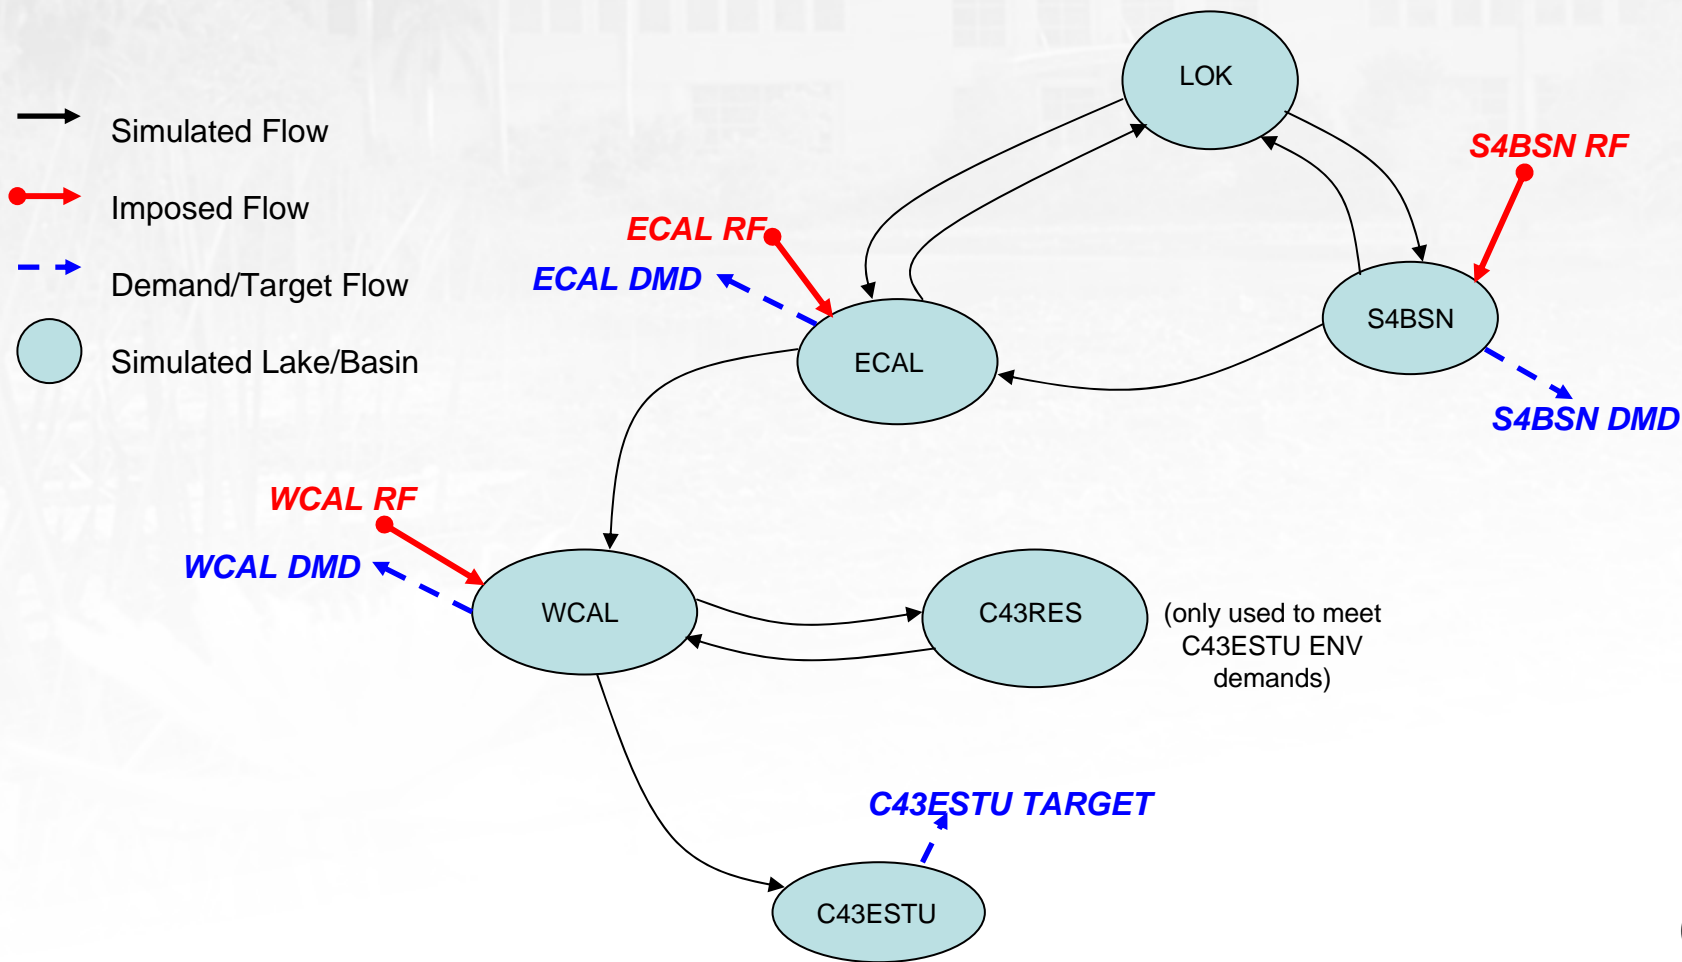 Simulated Flow
Imposed Flow
Demand/Target Flow
Simulated Lake/Basin
LOK
S4BSN RF
ECAL RF
ECAL DMD
S4BSN
ECAL
S4BSN DMD
WCAL RF
WCAL DMD
WCAL
C43RES
(only used to meet
C43ESTU ENV
demands)
C43ESTU TARGET
C43ESTU